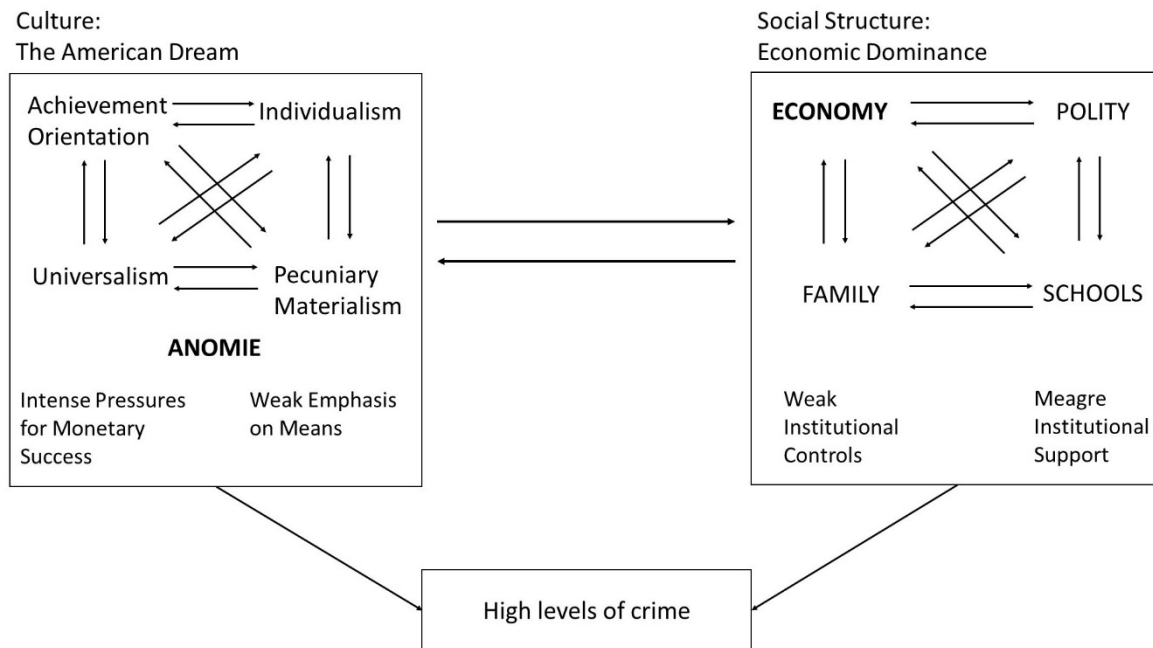 Culture:
The American Dream
Achievement
Orientation
Individualism
Universalism
Pecuniary
Materialism
ANOMIE
Intense Pressures
for Monetary
Success
Weak Emphasis
on Means
Social Structure:
Economic Dominance
ECONOMY
POLITY
FAMILY
SCHOOLS
Weak
Institutional
Controls
Meagre
Institutional
Support
High levels of crime